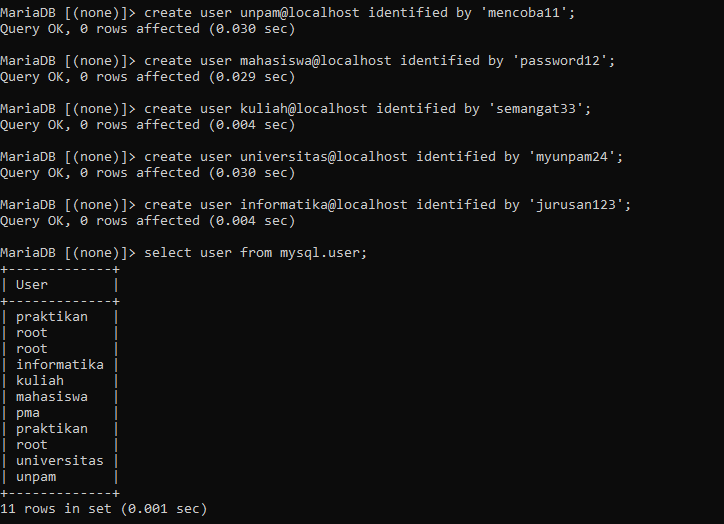 MariaDB [(none)]> create user unpam@localhost identified by 'mencoba11';
Query OK, 0 rows affected (0.030 sec)
MariaDB [(none)]> create user mahasiswa@localhost identified by 'password12';
Query OK, 0 rows affected (0.029 sec)
MariaDB [(none)]> create user kuliah@localhost identified by 'semangat33';
Query OK, 0 rows affected (0.004 sec)
MariaDB [(none)]> create user universitas@localhost identified by 'myunpam24';
Query OK, 0 rows affected (0.030 sec)
MariaDB [(none)]> create user informatika@localhost identified by 'jurusan123';
Query OK, 0 rows affected (0.004 sec)
MariaDB [(none)]> select user from mysql.user;
+-------------+
| User        |
+-------------+
| praktikan   |
| root        |
| root        |
| informatika |
| kuliah      |
| mahasiswa   |
| pma         |
| praktikan   |
| root        |
| universitas |
| unpam       |
+-------------+
11 rows in set (0.001 sec)